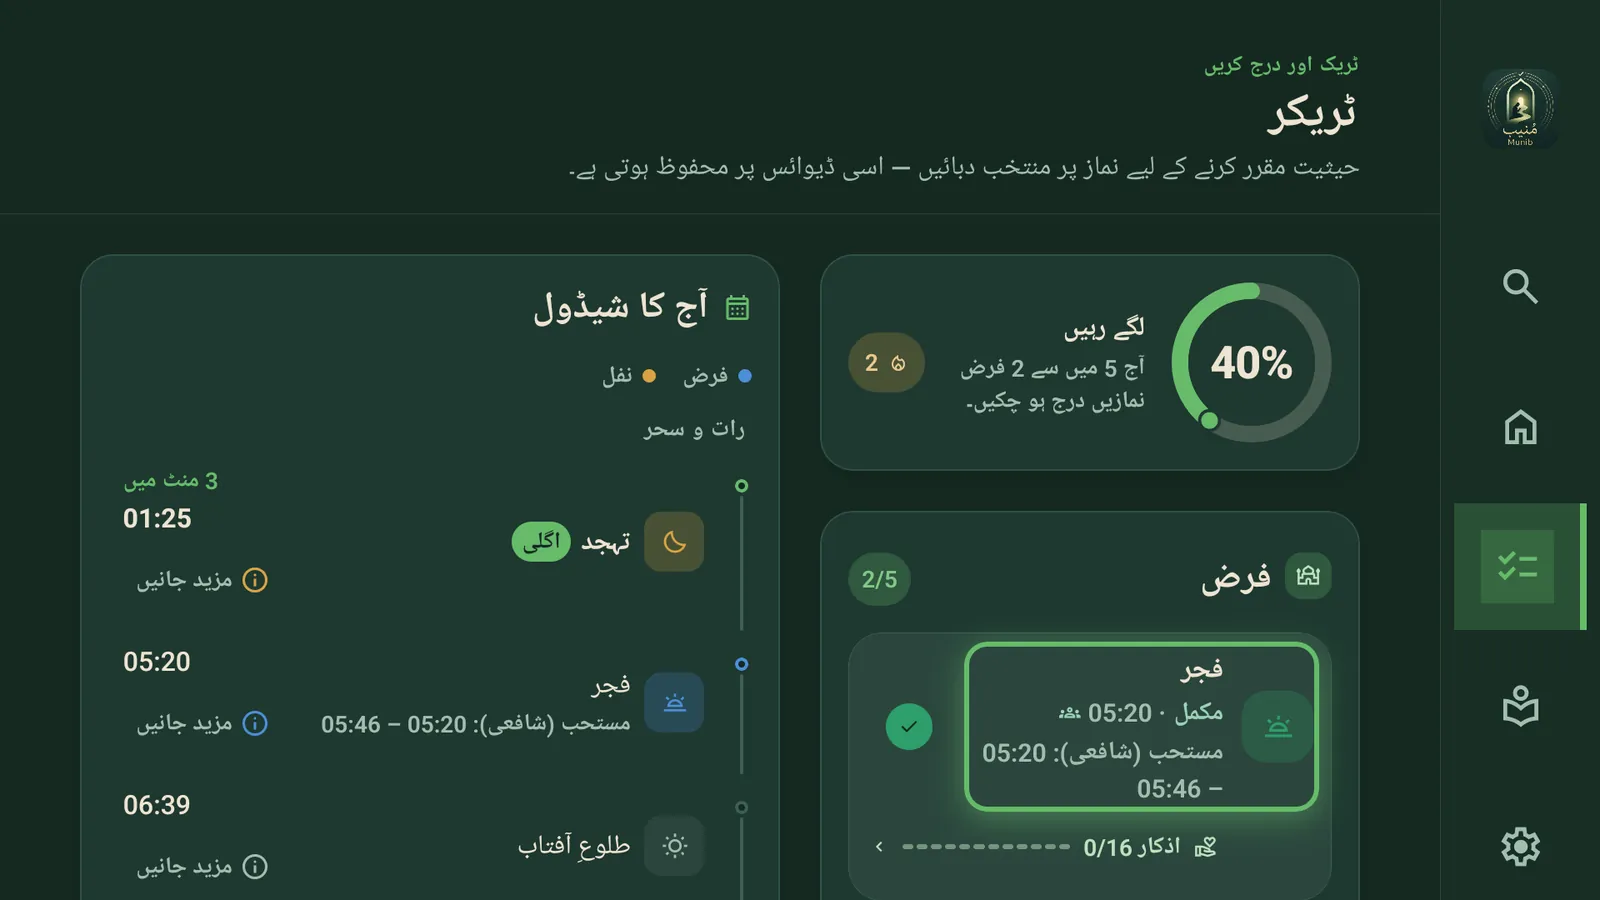 مُنيب
Munib
ٹریک اور درج کریں
ٹریکر
حیثیت مقرر کرنے کے لیے نماز پر منتخب دبائیں — اسی ڈیوائس پر محفوظ ہوتی ہے۔
40%
لگے رہیں
آج 5 میں سے 2 فرض
نمازیں درج ہو چکیں۔
2
فرض
2/5
فجر
مکمل · 05:20
مستحب (شافعی): 05:20
– 05:46
اذکار 0/16
آج کا شیڈول
فرض
نفل
رات و سحر
3 منٹ میں
تہجد
اگلی
01:25
مزید جانیں
فجر
05:20
مستحب (شافعی): 05:20 – 05:46
مزید جانیں
طلوعِ آفتاب
06:39
مزید جانیں